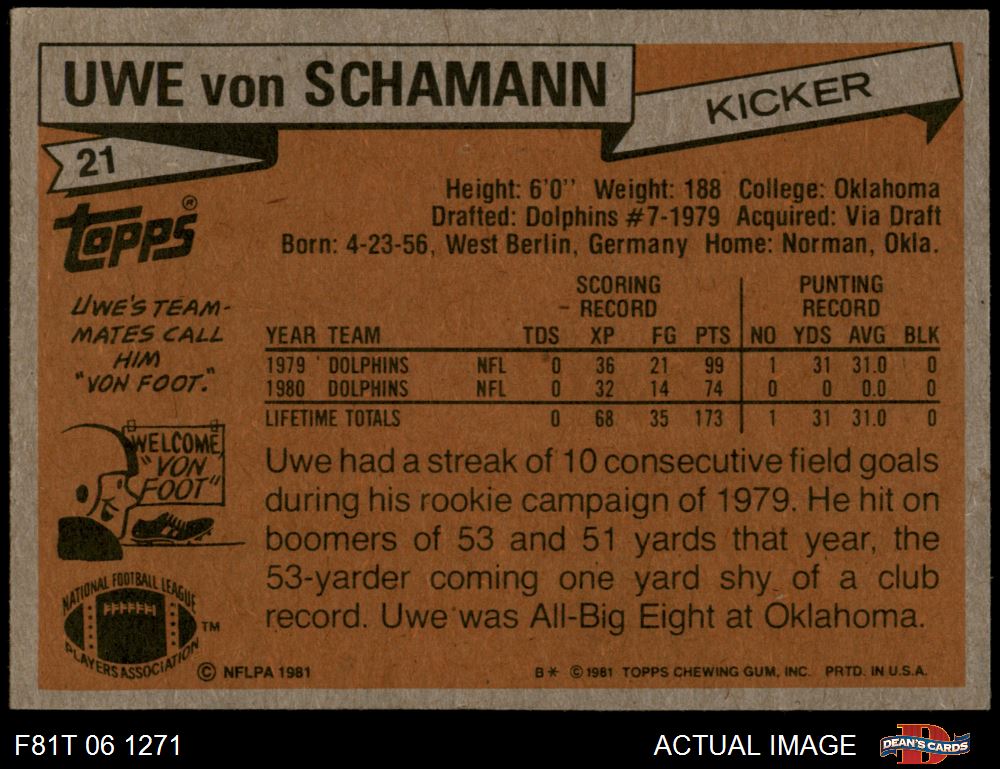 UWE von SCHAMANN
KICKER
21
TOPPS®
Height: 6'0" Weight: 188 College: Oklahoma
Drafted: Dolphins #7-1979 Acquired: Via Draft
Born: 4-23-56, West Berlin, Germany Home: Norman, Okla.
UWE'S TEAM-
MATES CALL
HIM
"VON FOOT."
WELCOME,
"VON
FOOT"
SCORING RECORD PUNTING RECORD
YEAR TEAM TDS XP FG PTS NO YDS AVG BLK
1979 DOLPHINS NFL 0 36 21 99 1 31 31.0 0
1980 DOLPHINS NFL 0 32 14 74 0 0 0.0 0
LIFETIME TOTALS 0 68 35 173 1 31 31.0 0
Uwe had a streak of 10 consecutive field goals
during his rookie campaign of 1979. He hit on
boomers of 53 and 51 yards that year, the
53-yarder coming one yard shy of a club
record. Uwe was All-Big Eight at Oklahoma.
NATIONAL FOOTBALL LEAGUE
PLAYERS ASSOCIATION
TM
© NFLPA 1981
B* © 1981 TOPPS CHEWING GUM, INC. PRTD. IN U.S.A.
F81T 06 1271
ACTUAL IMAGE
DEAN'S CARDS